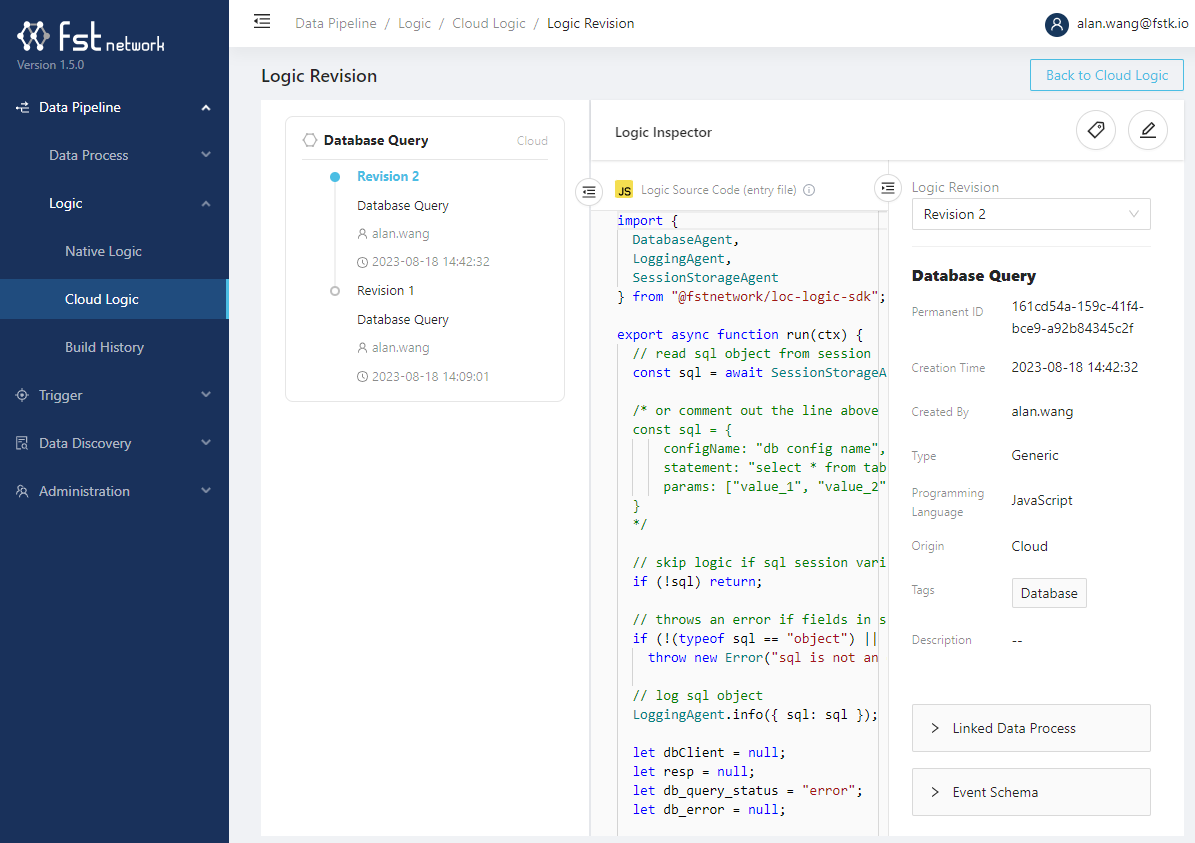 fst network
Version 1.5.0
Data Pipeline
Data Process
Logic
Native Logic
Cloud Logic
Build History
Trigger
Data Discovery
Administration
Data Pipeline / Logic / Cloud Logic / Logic Revision
alan.wang@fstk.io
Logic Revision
Back to Cloud Logic
Database Query
Cloud
Revision 2
Database Query
alan.wang
2023-08-18 14:42:32
Revision 1
Database Query
alan.wang
2023-08-18 14:09:01
Logic Inspector
JS Logic Source Code (entry file)
import {
DatabaseAgent,
LoggingAgent,
SessionStorageAgent
} from "@fstnetwork/loc-logic-sdk";
export async function run(ctx) {
// read sql object from session
const sql = await SessionStorageA
/* or comment out the line above
const sql = {
configName: "db config name",
statement: "select * from tab
params: ["value_1", "value_2"
}
*/
// skip logic if sql session vari
if (!sql) return;
// throws an error if fields in s
if (!(typeof sql == "object") ||
throw new Error("sql is not an
// log sql object
LoggingAgent.info({ sql: sql });
let dbClient = null;
let resp = null;
let db_query_status = "error";
let db_error = null;
Logic Revision
Revision 2
Database Query
Permanent ID
161cd54a-159c-41f4-
bce9-a92b84345c2f
Creation Time
2023-08-18 14:42:32
Created By
alan.wang
Type
Generic
Programming
Language
JavaScript
Origin
Cloud
Tags
Database
Description
--
Linked Data Process
Event Schema